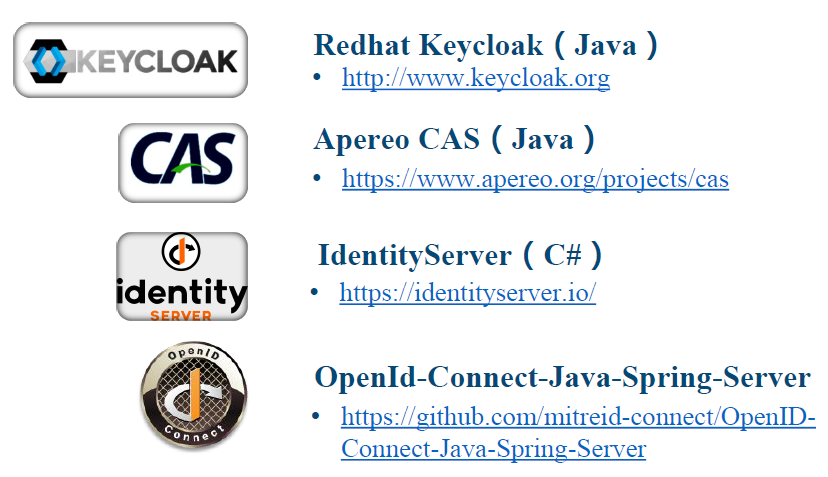 KEYCLOAK
Redhat Keycloak（Java）
• http://www.keycloak.org
CAS
Apereo CAS（Java）
• https://www.apereo.org/projects/cas
identity
SERVER
IdentityServer（C#）
• https://identityserver.io/
OpenID
Connect
OpenId-Connect-Java-Spring-Server
• https://github.com/mitreid-connect/OpenID-
Connect-Java-Spring-Server